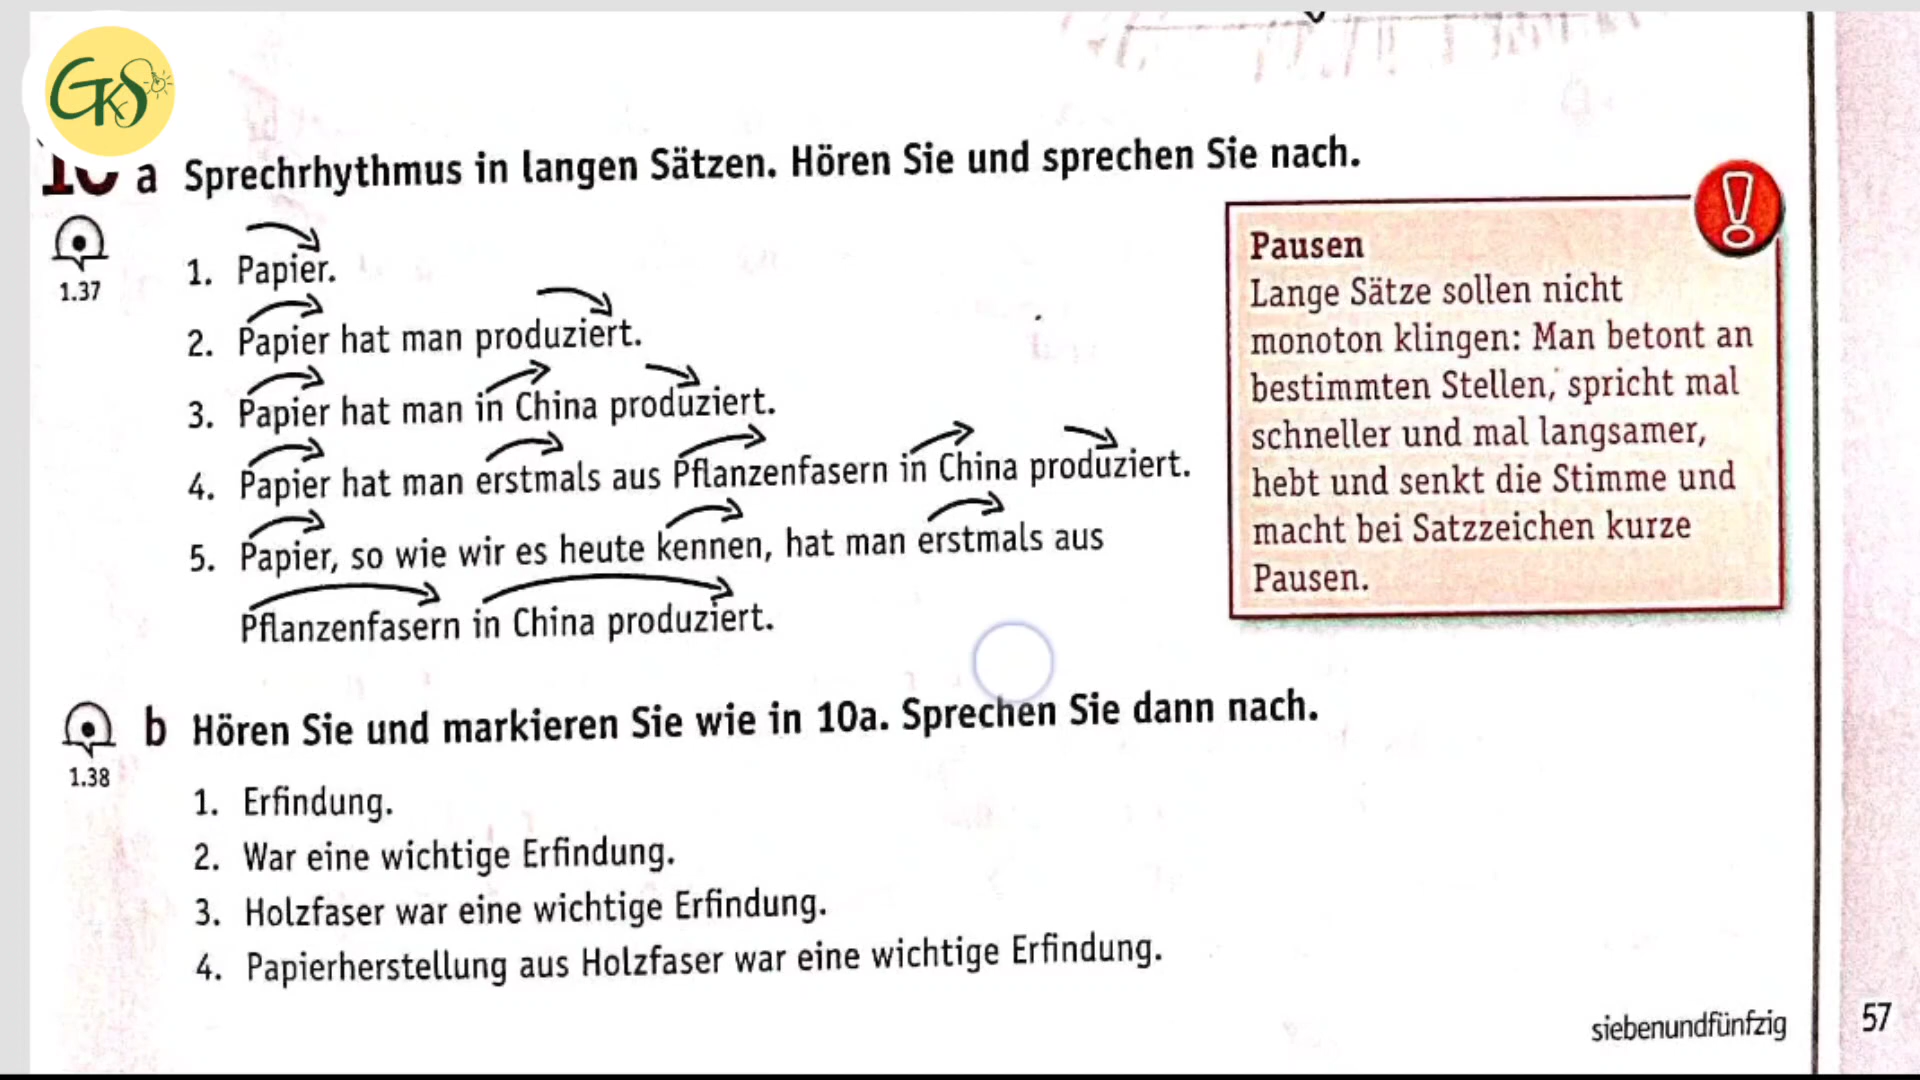 GKS
10 a Sprechrhythmus in langen Sätzen. Hören Sie und sprechen Sie nach.
1.37
1. Papier.
2. Papier hat man produziert.
3. Papier hat man in China produziert.
4. Papier hat man erstmals aus Pflanzenfasern in China produziert.
5. Papier, so wie wir es heute kennen, hat man erstmals aus
Pflanzenfasern in China produziert.
Pausen
Lange Sätze sollen nicht
monoton klingen: Man betont an
bestimmten Stellen, spricht mal
schneller und mal langsamer,
hebt und senkt die Stimme und
macht bei Satzzeichen kurze
Pausen.
b Hören Sie und markieren Sie wie in 10a. Sprechen Sie dann nach.
1.38
1. Erfindung.
2. War eine wichtige Erfindung.
3. Holzfaser war eine wichtige Erfindung.
4. Papierherstellung aus Holzfaser war eine wichtige Erfindung.
siebenundfünfzig 57